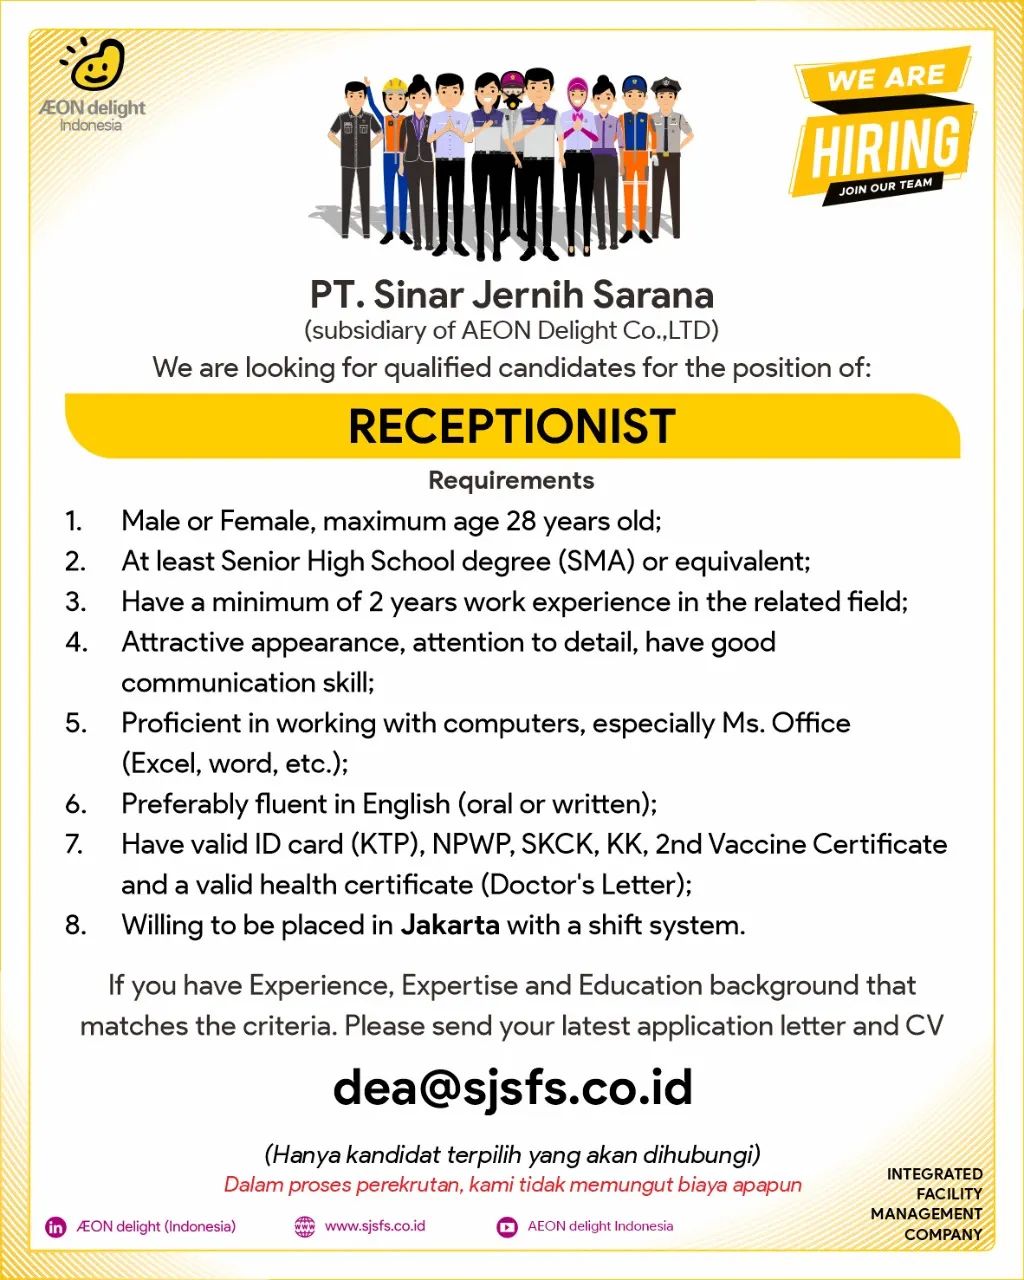 ÆON delight
Indonesia
WE ARE
HIRING
JOIN OUR TEAM
PT. Sinar Jernih Sarana
(subsidiary of AEON Delight Co.,LTD)
We are looking for qualified candidates for the position of:
RECEPTIONIST
Requirements
1. Male or Female, maximum age 28 years old;
2. At least Senior High School degree (SMA) or equivalent;
3. Have a minimum of 2 years work experience in the related field;
4. Attractive appearance, attention to detail, have good
communication skill;
5. Proficient in working with computers, especially Ms. Office
(Excel, word, etc.);
6. Preferably fluent in English (oral or written);
7. Have valid ID card (KTP), NPWP, SKCK, KK, 2nd Vaccine Certificate
and a valid health certificate (Doctor's Letter);
8. Willing to be placed in Jakarta with a shift system.
If you have Experience, Expertise and Education background that
matches the criteria. Please send your latest application letter and CV
dea@sjsfs.co.id
(Hanya kandidat terpilih yang akan dihubungi)
Dalam proses perekrutan, kami tidak memungut biaya apapun
INTEGRATED
FACILITY
MANAGEMENT
COMPANY
in ÆON delight (Indonesia)
www.sjsfs.co.id
AEON delight Indonesia